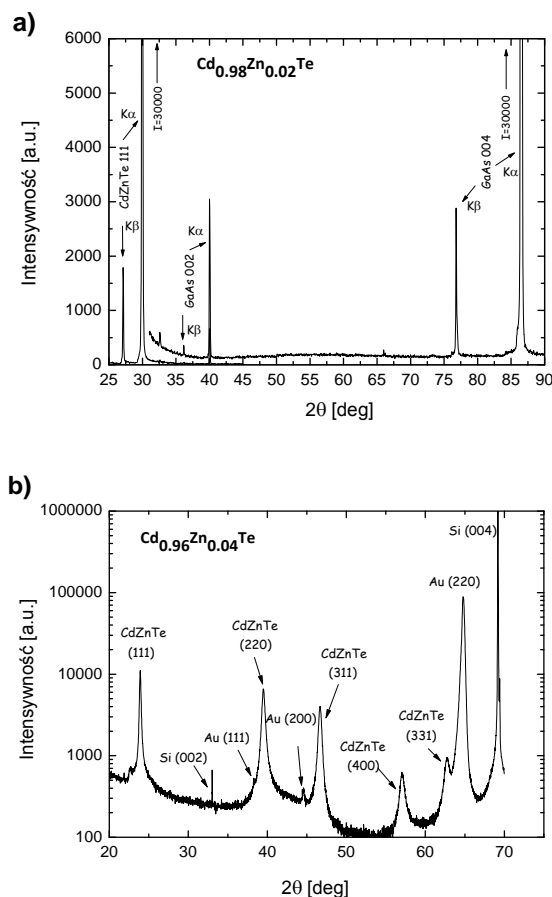 a)
Cd0.98Zn0.02Te
Intensywność [a.u.]
6000
5000
4000
3000
2000
1000
0
CdZnTe 111
Kα
Kβ
I=30000
GaAs 002
Kα
Kβ
GaAs 004
Kα
Kβ
I=30000
25 30 35 40 45 50 55 60 65 70 75 80 85 90
2θ [deg]
b)
Cd0.96Zn0.04Te
Intensywność [a.u.]
1000000
100000
10000
1000
100
CdZnTe
(111)
Si (002)
Au (111)
CdZnTe
(220)
Au (200)
CdZnTe
(311)
CdZnTe
(400)
CdZnTe
(331)
Au (220)
Si (004)
20 30 40 50 60 70
2θ [deg]